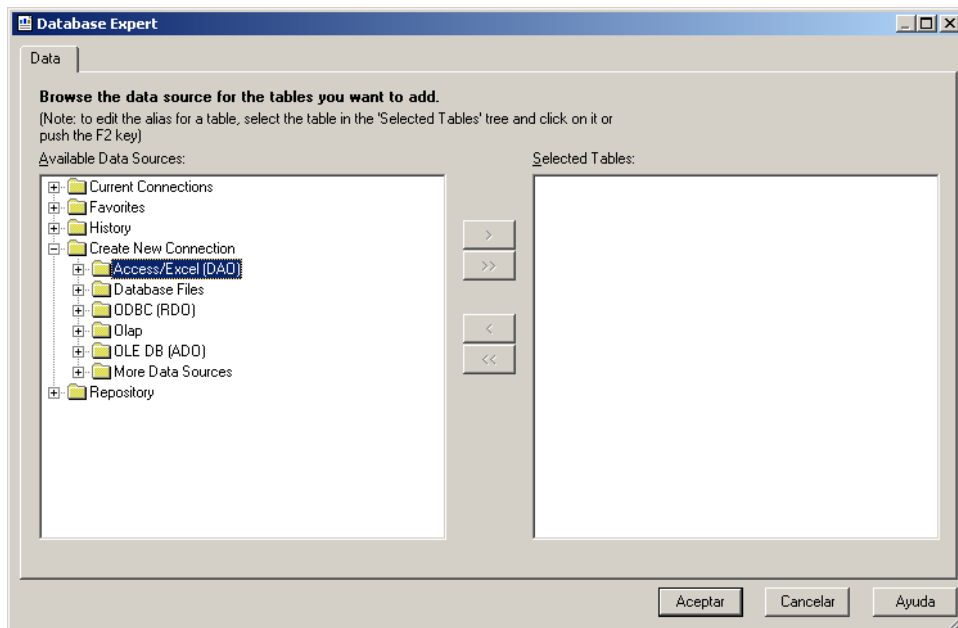 Database Expert
Data
Browse the data source for the tables you want to add.
(Note: to edit the alias for a table, select the table in the 'Selected Tables' tree and click on it or
push the F2 key)
Available Data Sources:
Selected Tables:
Current Connections
Favorites
History
Create New Connection
Access/Excel (DAO)
Database Files
ODBC (RDO)
Olap
OLE DB (ADO)
More Data Sources
Repository
>
>>
<
<<
Aceptar
Cancelar
Ayuda